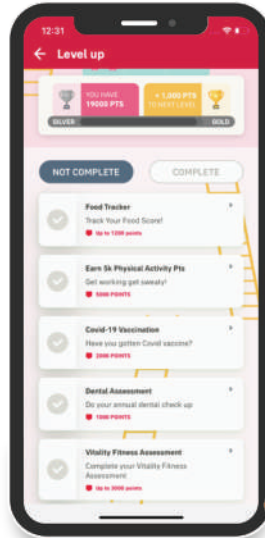 12:31
Level up
YOU HAVE
19000 PTS
+ 1,000 PTS
TO NEXT LEVEL
SILVER
GOLD
NOT COMPLETE
COMPLETE
Food Tracker
Track Your Food Score!
Up to 1200 points
Earn 5k Physical Activity Pts
Get working get sweaty!
5000 POINTS
Covid-19 Vaccination
Have you gotten Covid vaccine?
2000 POINTS
Dental Assessment
Do your annual dental check up
1000 POINTS
Vitality Fitness Assessment
Complete your Vitality Fitness
Assessment
Up to 3000 points